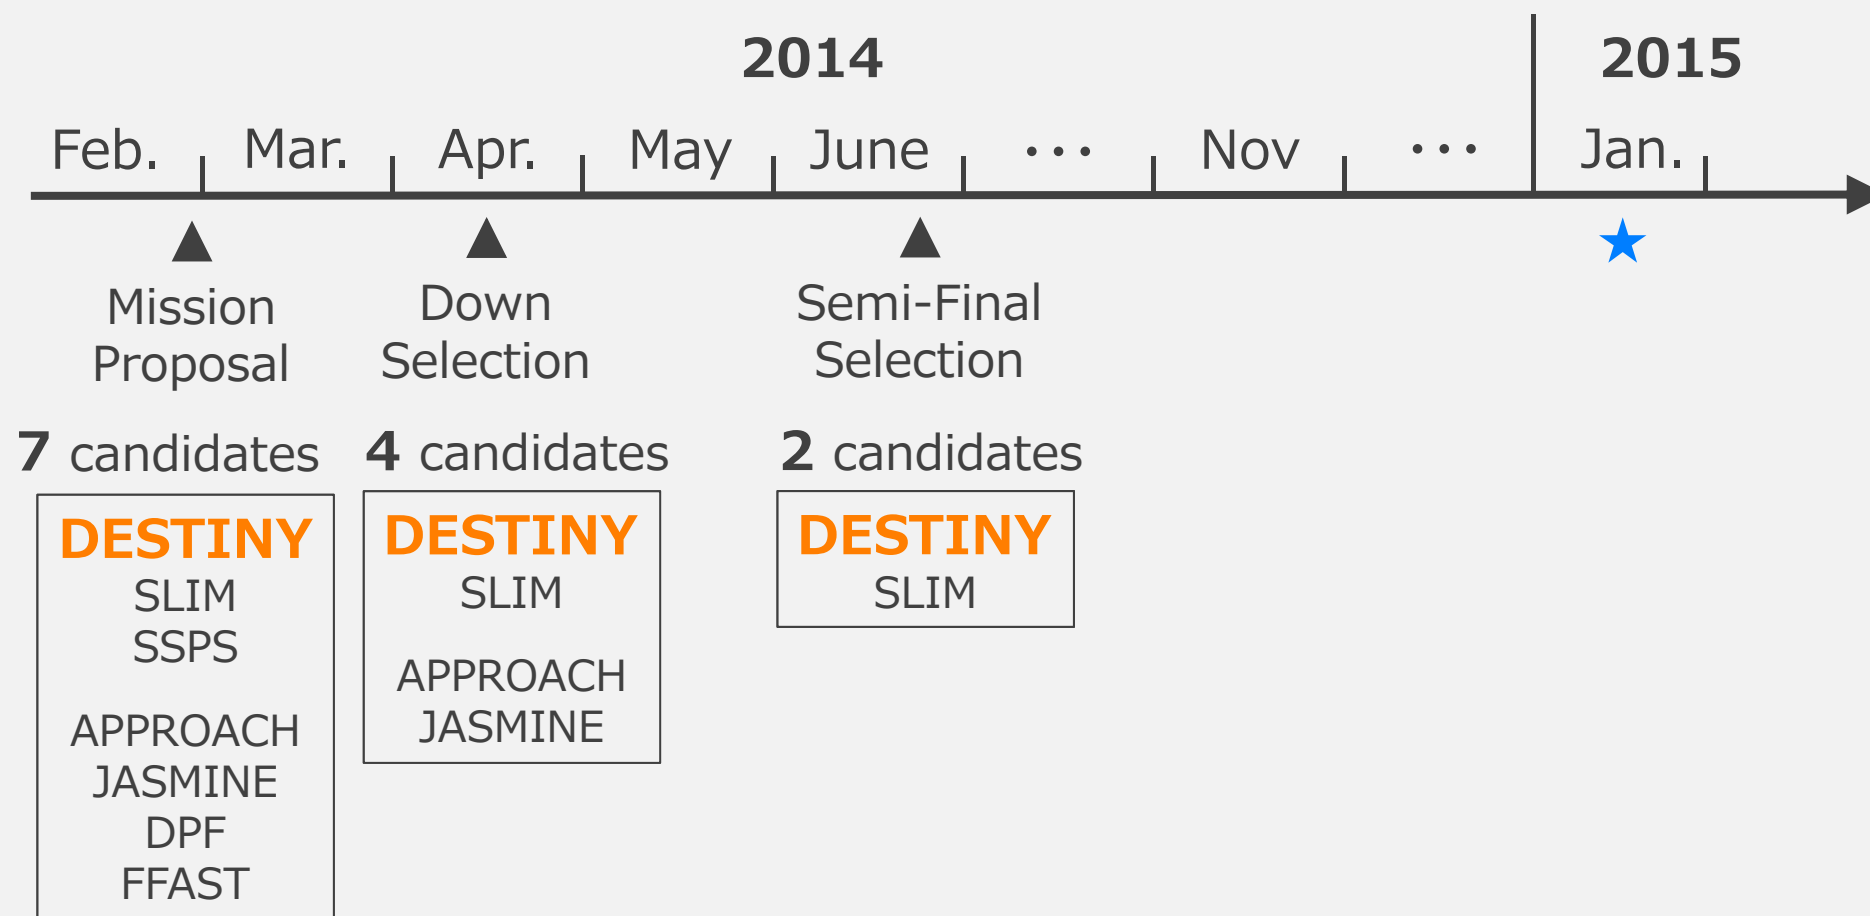 2014
2015
Feb.
Mar.
Apr.
May
June
···
Nov
···
Jan.
Mission
Proposal
Down
Selection
Semi-Final
Selection
7 candidates
4 candidates
2 candidates
DESTINY
SLIM
SSPS
APPROACH
JASMINE
DPF
FFAST
DESTINY
SLIM
APPROACH
JASMINE
DESTINY
SLIM